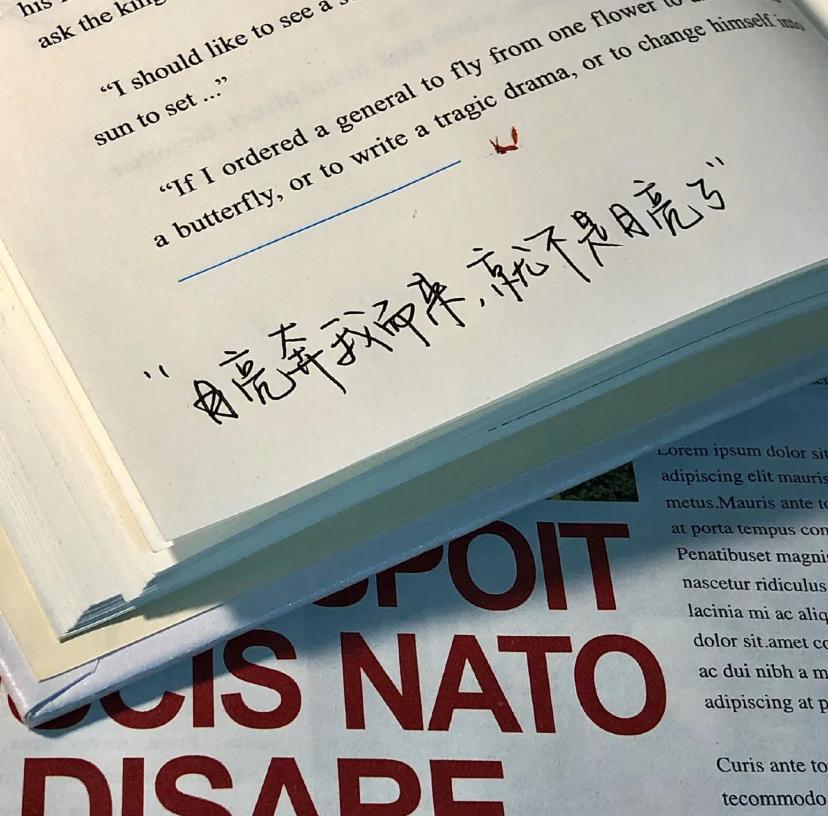 his
ask the king
“I should like to see a
sun to set ...”
“If I ordered a general to fly from one flower to
a butterfly, or to write a tragic drama, or to change himself into
“月亮奔我而来,就不是月亮了”
POIT
CIS NATO
DISARE
Lorem ipsum dolor sit
adipiscing elit mauris
metus.Mauris ante to
at porta tempus con
Penatibuset magnis
nascetur ridiculus
lacinia mi ac aliq
dolor sit.amet co
ac dui nibh a m
adipiscing at p
Curis ante to
tecommodo